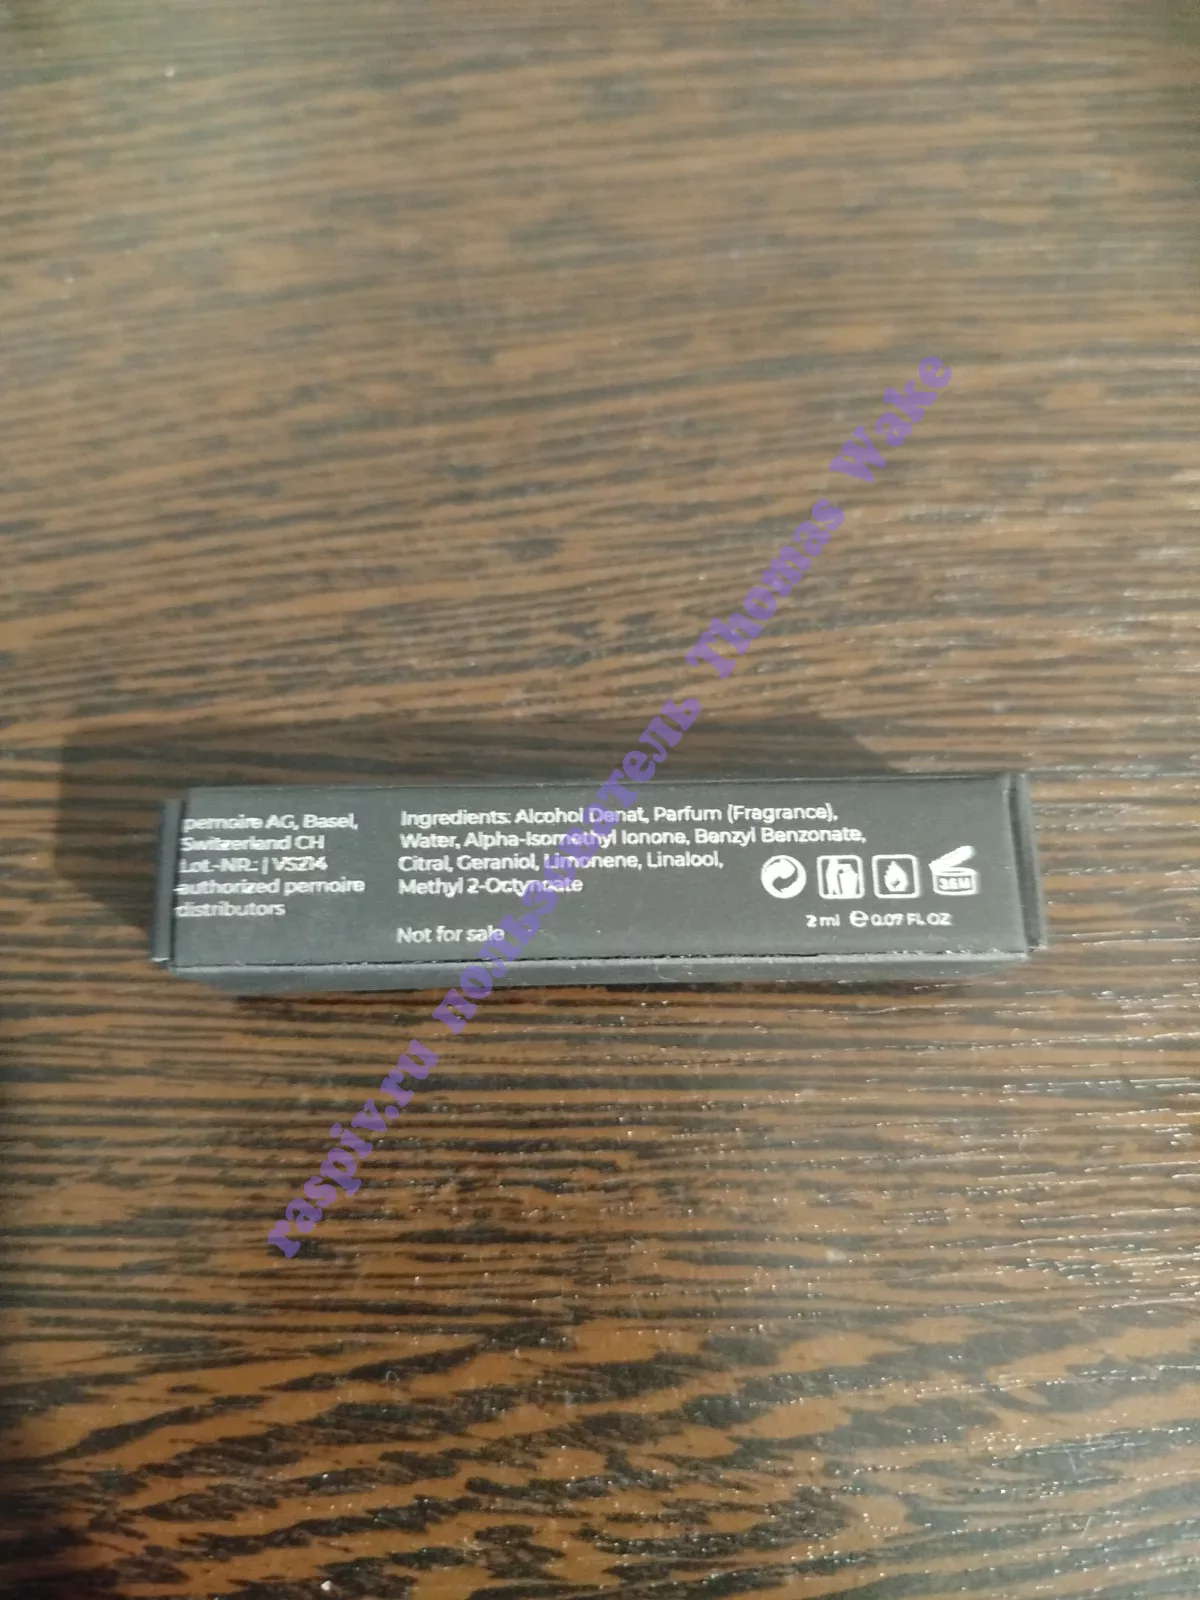 pernoire AG, Basel,
Switzerland CH
Lot.-NR.: | VS214
authorized pernoire
distributors
Ingredients: Alcohol Denat, Parfum (Fragrance),
Water, Alpha-Isomethyl Ionone, Benzyl Benzonate,
Citral, Geraniol, Limonene, Linalool,
Methyl 2-Octynoate
Not for sale
36M
2 ml ℮ 0.07 FL OZ
raspiv.ru пользователь Thomas Wake